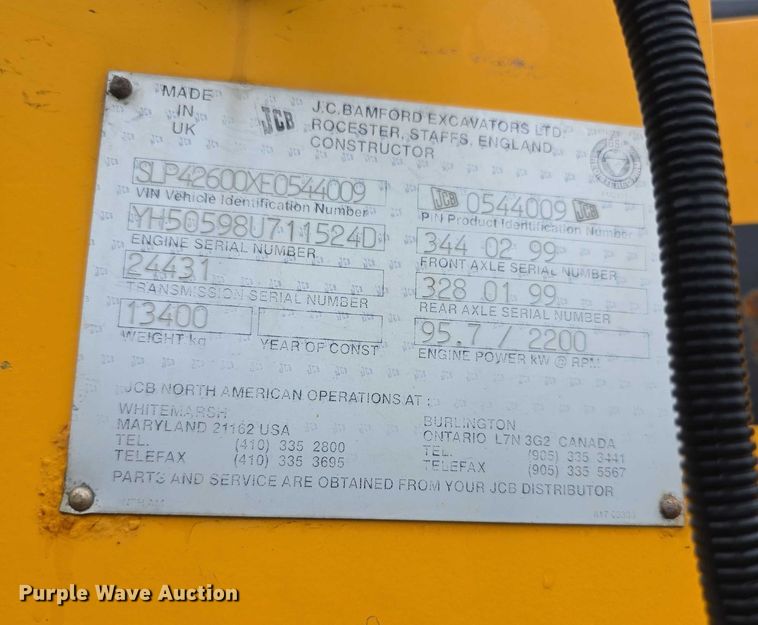 MADE
IN
UK
JCB
J.C.BAMFORD EXCAVATORS LTD.
ROCESTER, STAFFS, ENGLAND
CONSTRUCTOR
SLP42600XE0544009
VIN Vehicle Identification Number
JCB 0544009 JCB
PIN Product Identification Number
YH50598U711524D
ENGINE SERIAL NUMBER
344 02 99
FRONT AXLE SERIAL NUMBER
24431
TRANSMISSION SERIAL NUMBER
328 01 99
REAR AXLE SERIAL NUMBER
13400
WEIGHT kg
YEAR OF CONST
95.7 / 2200
ENGINE POWER kW @ RPM
JCB NORTH AMERICAN OPERATIONS AT :
WHITEMARSH
MARYLAND 21162 USA
TEL. (410) 335 2800
TELEFAX (410) 335 3695
BURLINGTON
ONTARIO L7N 3G2 CANADA
TEL. (905) 335 3441
TELEFAX (905) 335 5567
PARTS AND SERVICE ARE OBTAINED FROM YOUR JCB DISTRIBUTOR
Purple Wave Auction